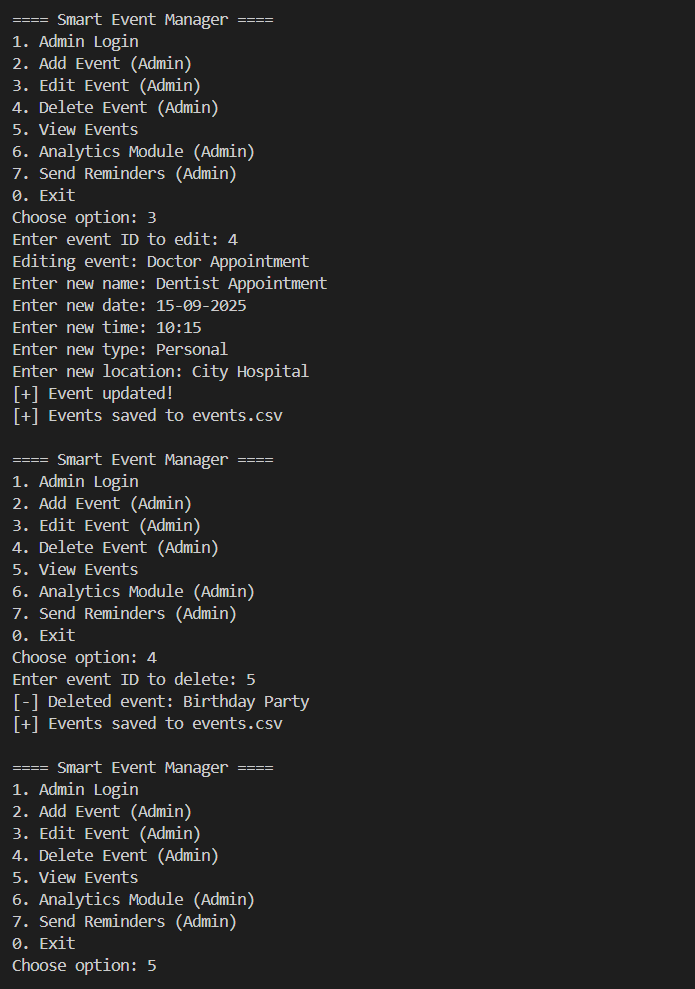 ==== Smart Event Manager ====
1. Admin Login
2. Add Event (Admin)
3. Edit Event (Admin)
4. Delete Event (Admin)
5. View Events
6. Analytics Module (Admin)
7. Send Reminders (Admin)
0. Exit
Choose option: 3
Enter event ID to edit: 4
Editing event: Doctor Appointment
Enter new name: Dentist Appointment
Enter new date: 15-09-2025
Enter new time: 10:15
Enter new type: Personal
Enter new location: City Hospital
[+] Event updated!
[+] Events saved to events.csv

==== Smart Event Manager ====
1. Admin Login
2. Add Event (Admin)
3. Edit Event (Admin)
4. Delete Event (Admin)
5. View Events
6. Analytics Module (Admin)
7. Send Reminders (Admin)
0. Exit
Choose option: 4
Enter event ID to delete: 5
[-] Deleted event: Birthday Party
[+] Events saved to events.csv

==== Smart Event Manager ====
1. Admin Login
2. Add Event (Admin)
3. Edit Event (Admin)
4. Delete Event (Admin)
5. View Events
6. Analytics Module (Admin)
7. Send Reminders (Admin)
0. Exit
Choose option: 5